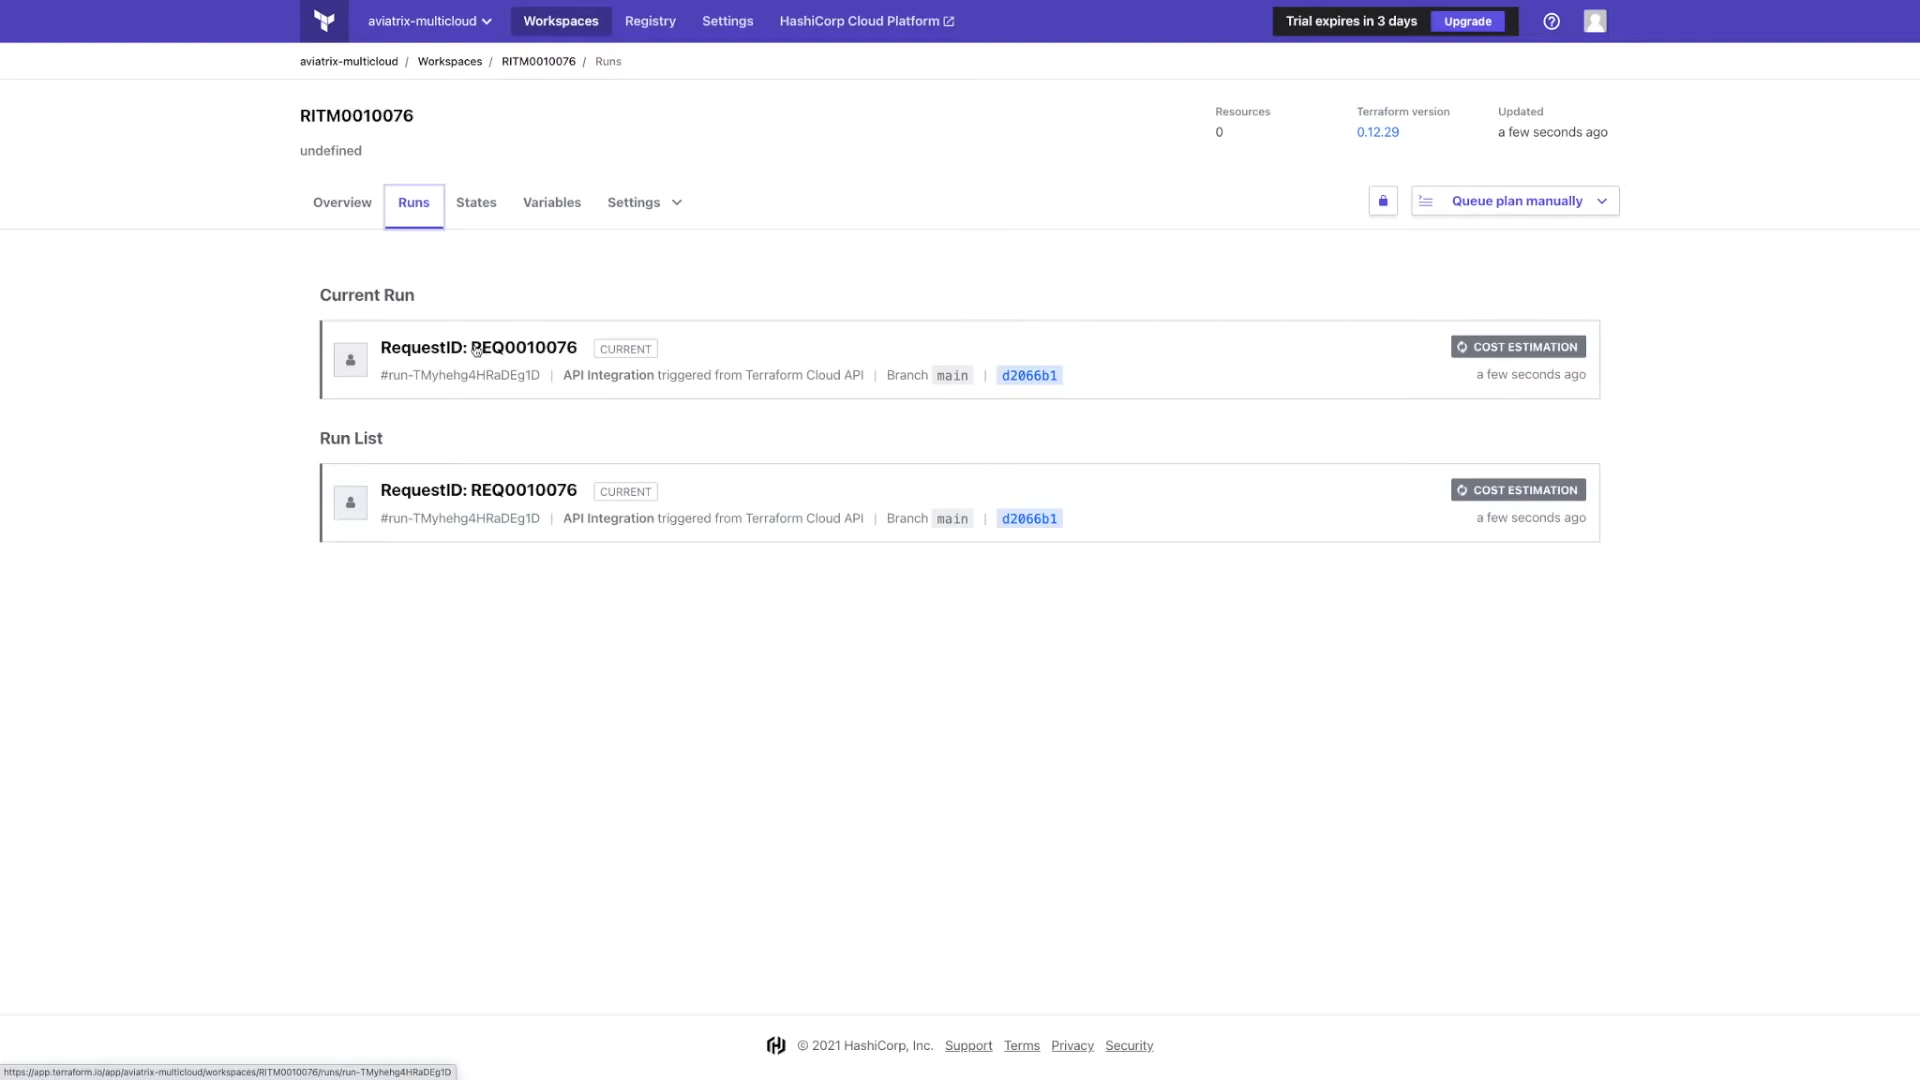 aviatrix-multicloud Workspaces Registry Settings HashiCorp Cloud Platform Trial expires in 3 days Upgrade
aviatrix-multicloud / Workspaces / RITM0010076 / Runs
RITM0010076
undefined
Resources
0
Terraform version
0.12.29
Updated
a few seconds ago
Overview Runs States Variables Settings Queue plan manually
Current Run
RequestID: REQ0010076 CURRENT COST ESTIMATION
#run-TMyhehg4HRaDEg1D | API Integration triggered from Terraform Cloud API | Branch main | d2066b1 a few seconds ago
Run List
RequestID: REQ0010076 CURRENT COST ESTIMATION
#run-TMyhehg4HRaDEg1D | API Integration triggered from Terraform Cloud API | Branch main | d2066b1 a few seconds ago
© 2021 HashiCorp, Inc. Support Terms Privacy Security
https://app.terraform.io/app/aviatrix-multicloud/workspaces/RITM0010076/runs/run-TMyhehg4HRaDEg1D